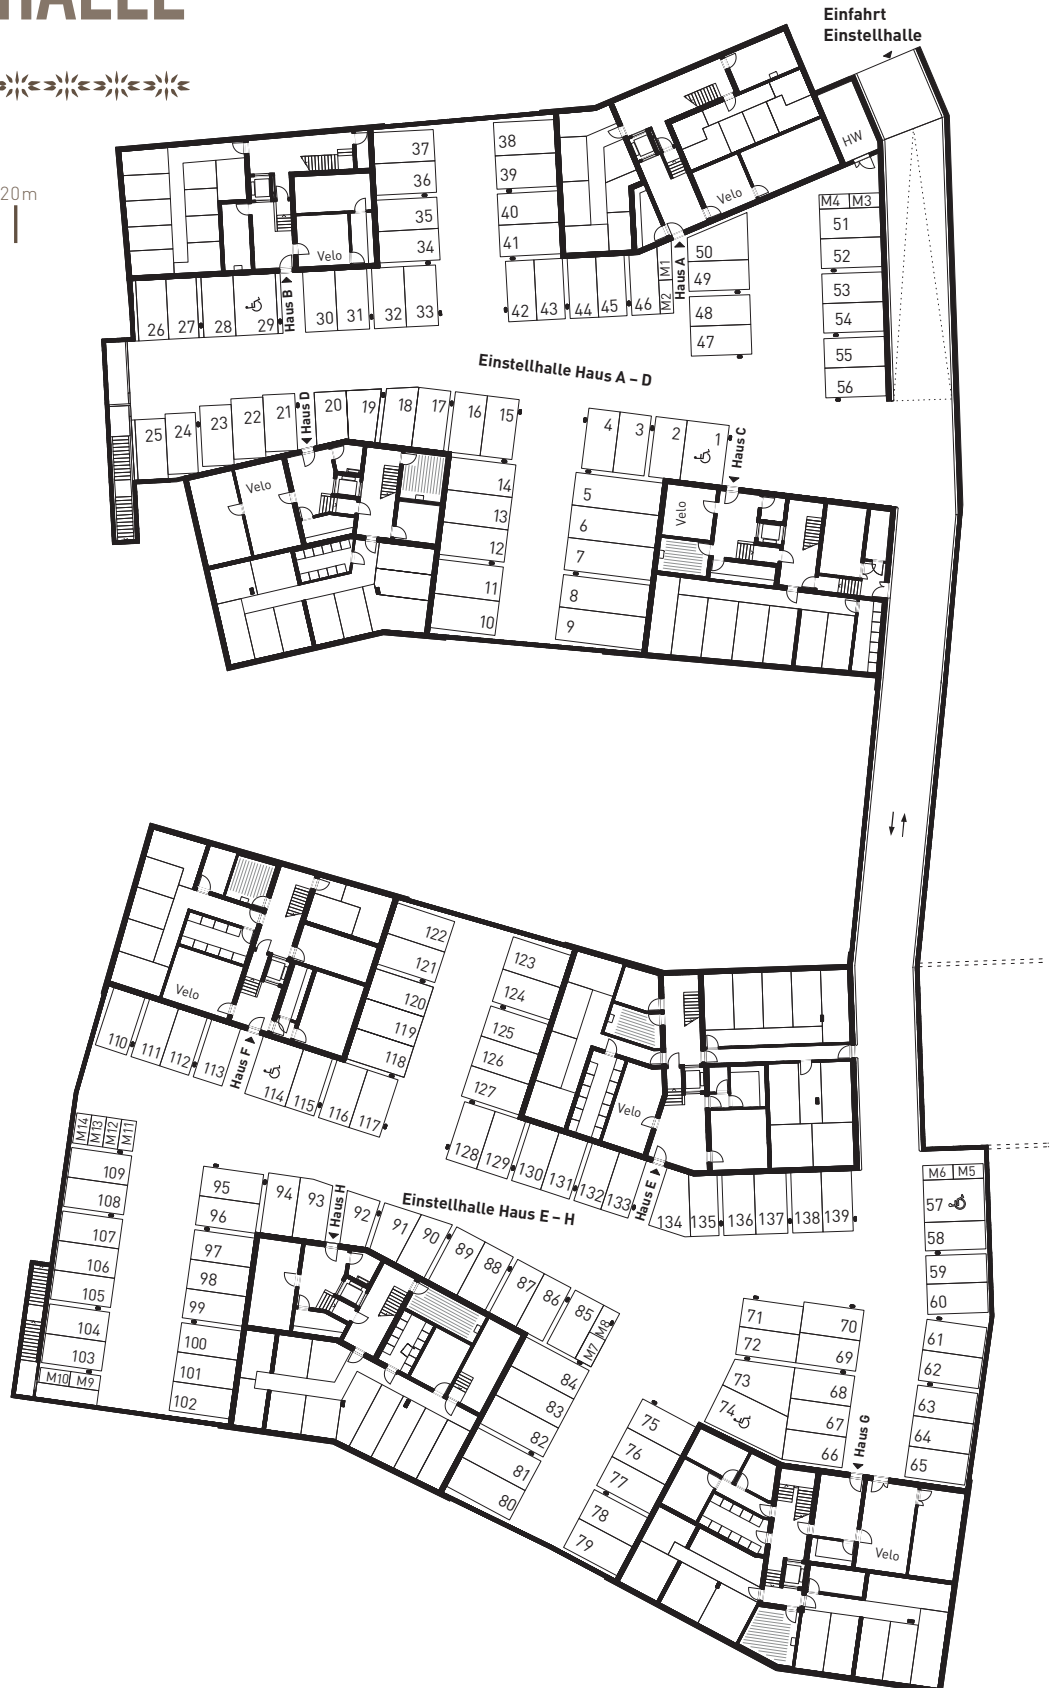 HALLE
Einfahrt
Einstellhalle
20m
HW
M4 M3
37
36
35
34
38
39
40
41
Velo
Velo
51
52
53
54
55
56
50
49
48
47
M1
M2
Haus A
26 27 28 29
Haus B
30 31 32 33
42 43 44 45 46
Einstellhalle Haus A – D
25 24 23 22 21
Haus D
20 19 18 17 16 15
4 3 2 1
Haus C
Velo
14
13
12
11
10
5
6
7
8
9
Velo
122
121
120
119
118
123
124
125
126
127
Velo
Velo
110 111 112 113
Haus F
114 115 116 117
128 129 130 131 132 133
Haus E
134 135 136 137 138 139
M14
M13
M12
M11
109
108
107
106
105
104
103
M10 M9
95
96
97
98
99
100
101
102
94 93
Haus H
92 91 90 89 88 87 86 85
M8
M7
Einstellhalle Haus E – H
84
83
82
81
80
M6 M5
57
58
59
60
61
62
63
64
65
71
72
73
74
70
69
68
67
66
Haus G
75
76
77
78
79
Velo